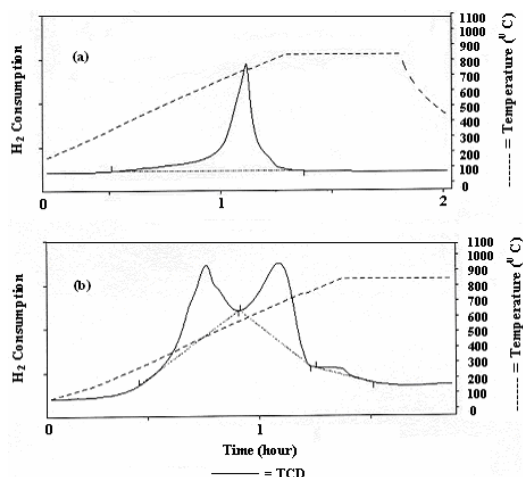 (a)
H2 Consumption
1100
1000
900
800
700
600
500
400
300
200
100
0
------ = Temperature (⁰ C)
0 1 2
(b)
H2 Consumption
1100
1000
900
800
700
600
500
400
300
200
100
0
------ = Temperature (⁰ C)
0 1
Time (hour)
—— = TCD